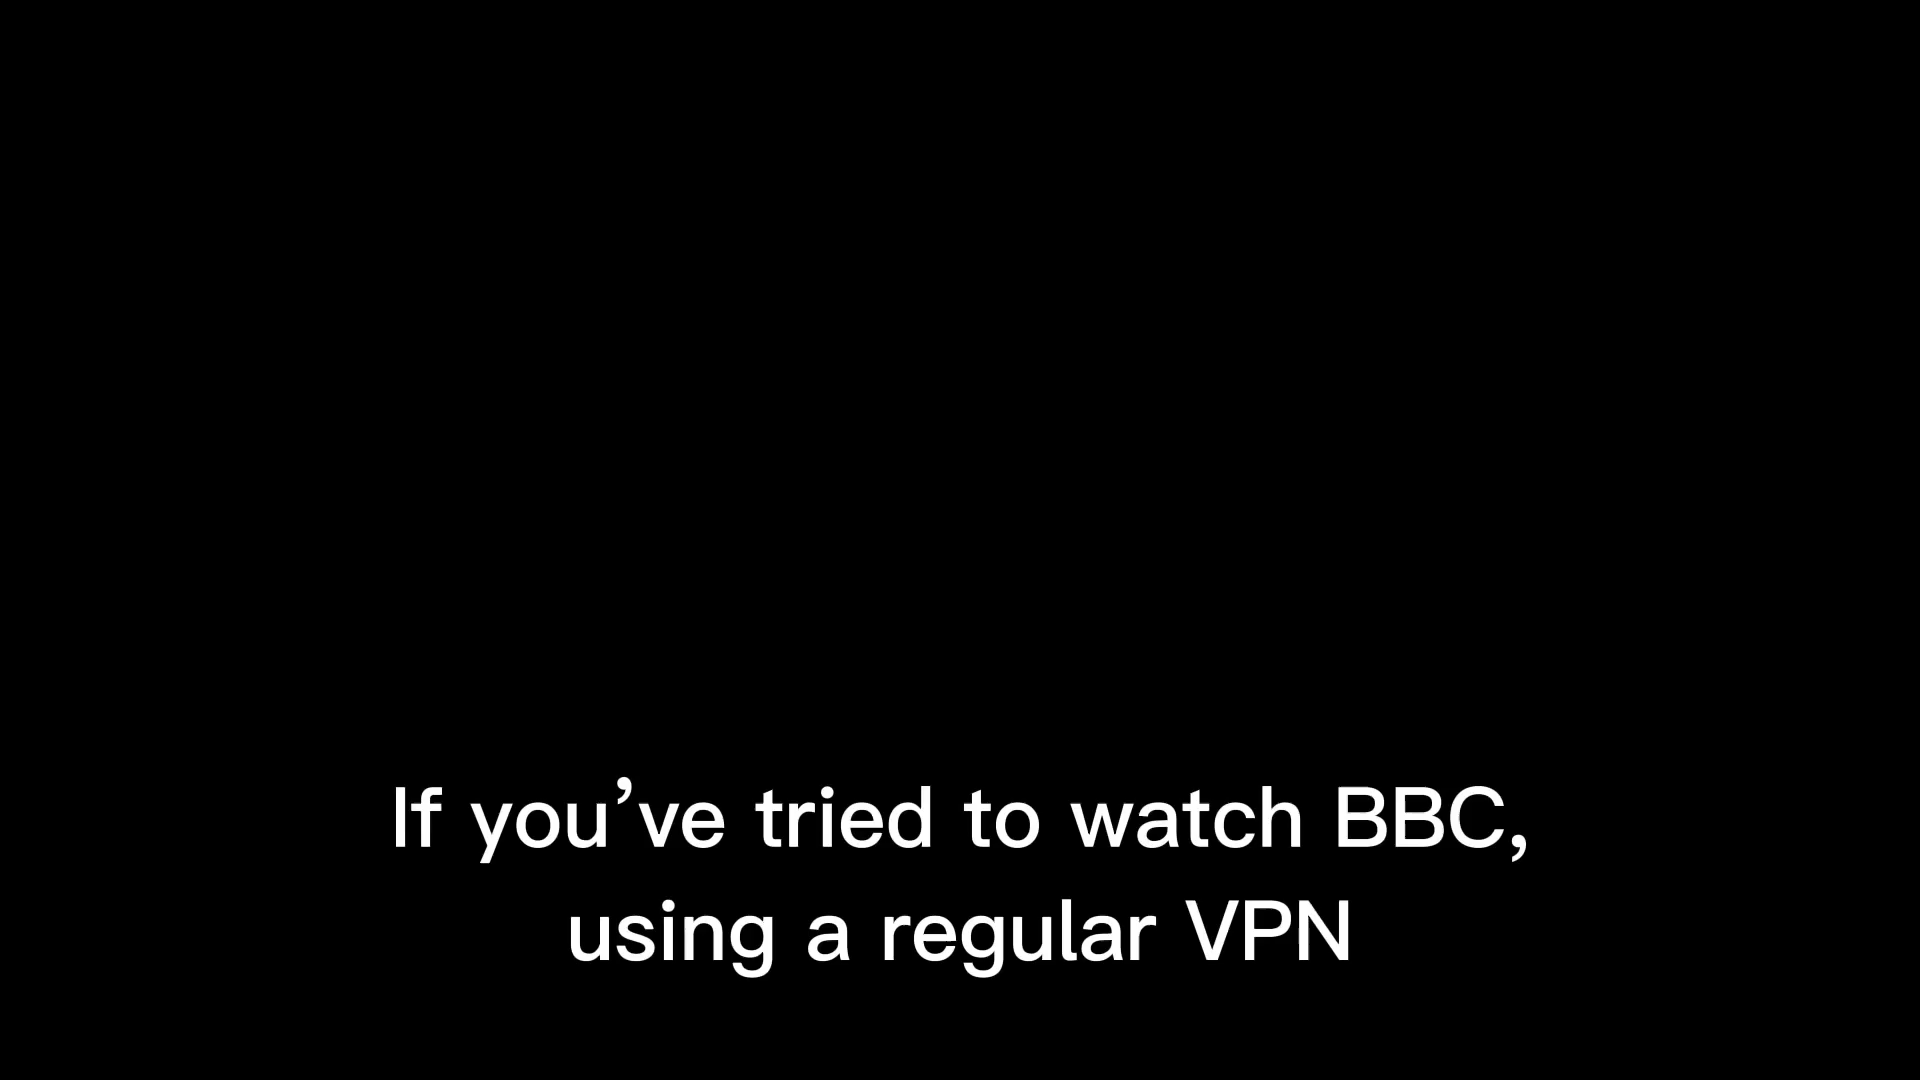 If you’ve tried to watch BBC,
using a regular VPN